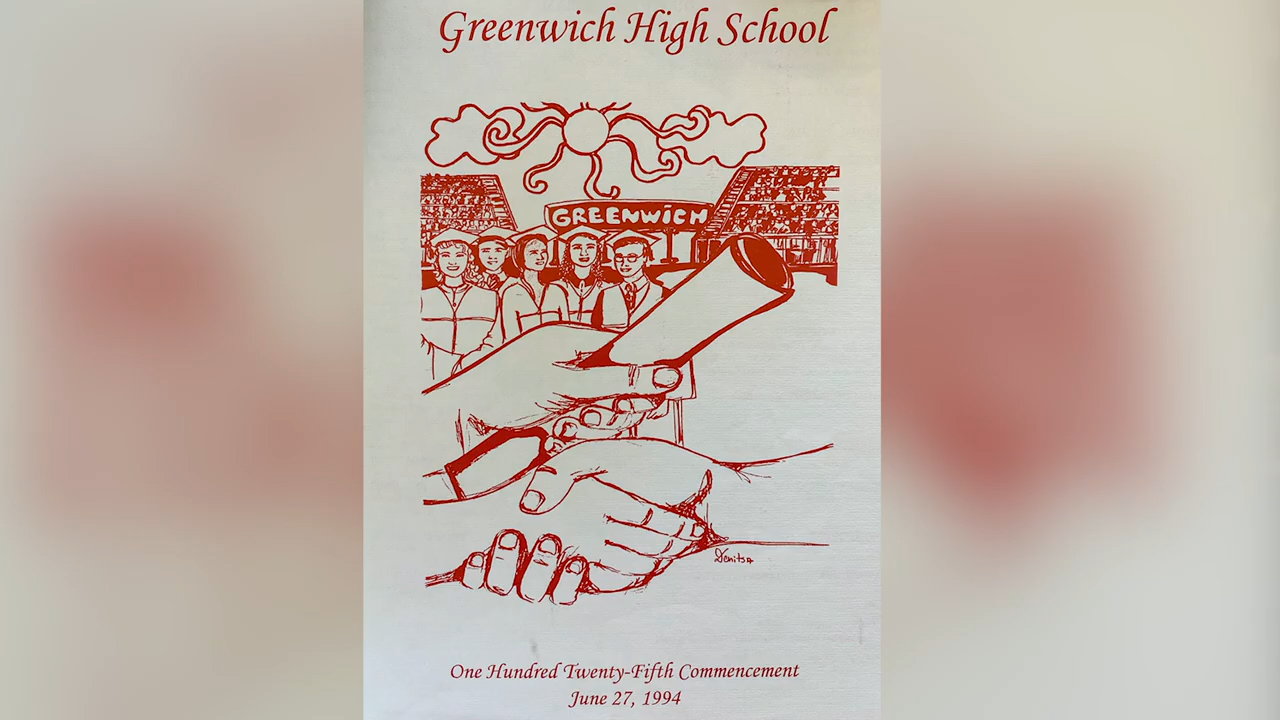 Greenwich High School
GREENWICH
Denitsa
One Hundred Twenty-Fifth Commencement
June 27, 1994